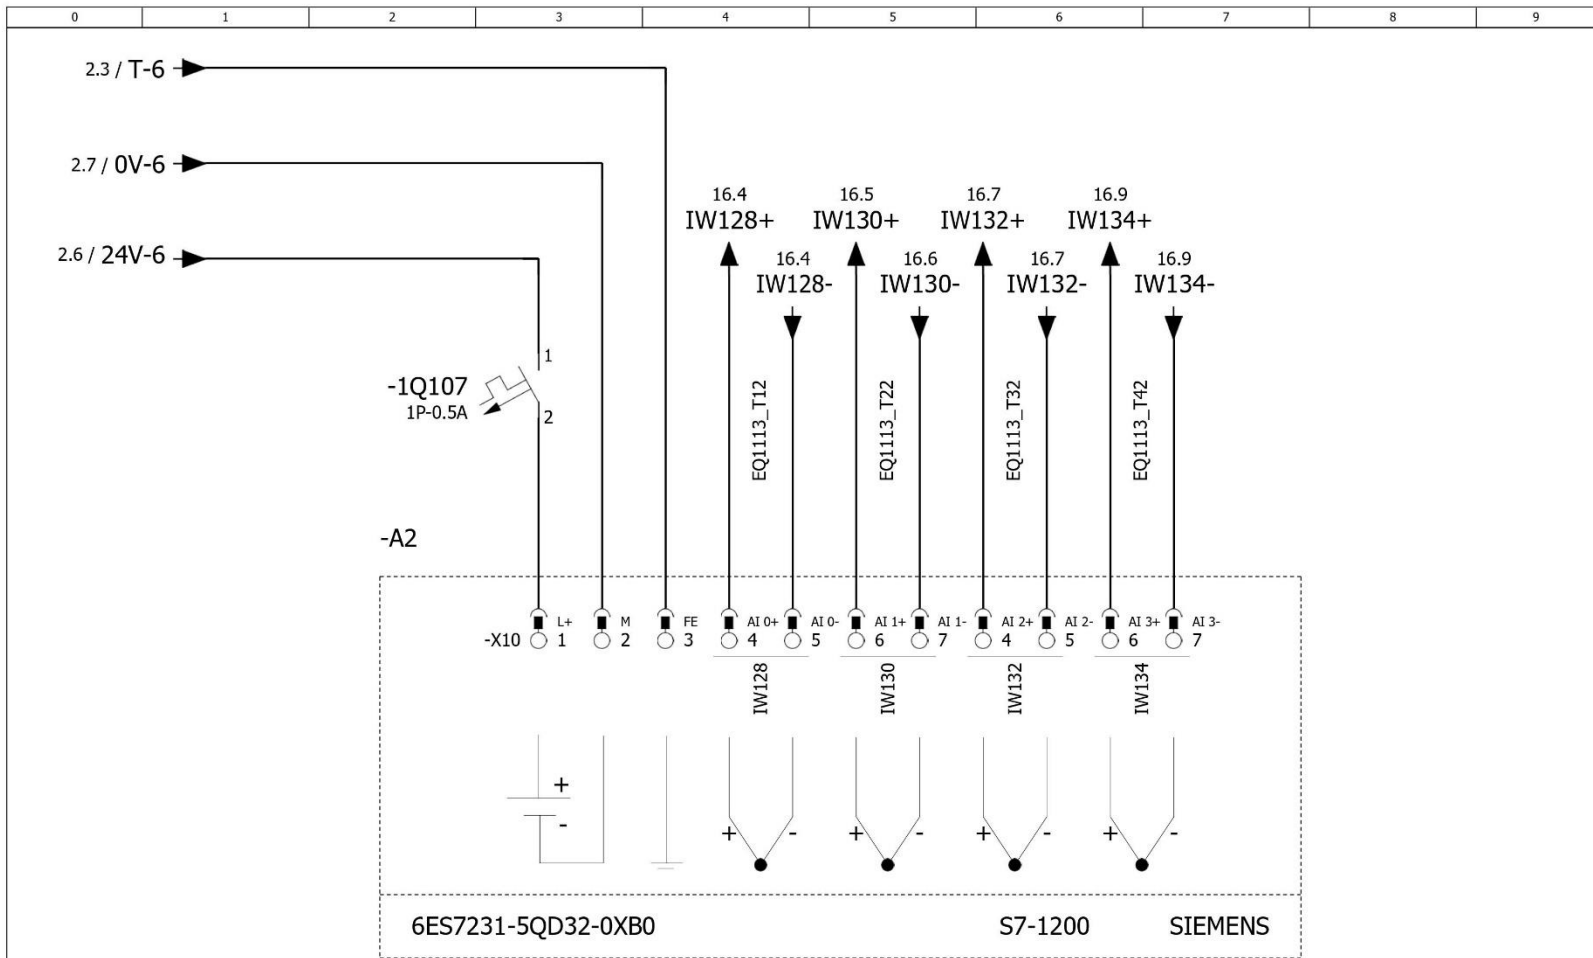 0 1 2 3 4 5 6 7 8 9
2.3 / T-6
2.7 / 0V-6
16.4 16.5 16.7 16.9
IW128+ IW130+ IW132+ IW134+
2.6 / 24V-6
16.4 16.6 16.7 16.9
IW128- IW130- IW132- IW134-
1
-1Q107
1P-0.5A
2
EQ1113_T12 EQ1113_T22 EQ1113_T32 EQ1113_T42
-A2
L+ M FE AI 0+ AI 0- AI 1+ AI 1- AI 2+ AI 2- AI 3+ AI 3-
-X10 1 2 3 4 5 6 7 4 5 6 7
IW128 IW130 IW132 IW134
+
-
+ - + - + - + -
6ES7231-5QD32-0XB0 S7-1200 SIEMENS